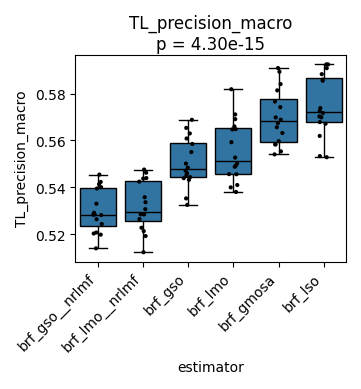 TL_precision_macro
p = 4.30e-15
TL_precision_macro
0.58
0.56
0.54
0.52
brf_gso__nrlmf
brf_lmo__nrlmf
brf_gso
brf_lmo
brf_gmosa
brf_lso
estimator